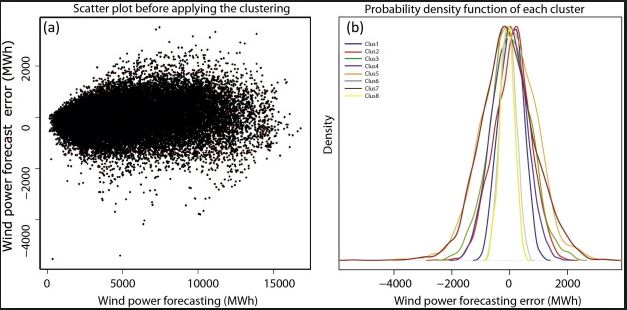 Scatter plot before applying the clustering
(a)
Wind power forecast error (MWh)
2000
0
−2000
−4000
0 5000 10000 15000
Wind power forecasting (MWh)
Probability density function of each cluster
(b)
Clus1
Clus2
Clus3
Clus4
Clus5
Clus6
Clus7
Clus8
Density
−4000 −2000 0 2000
Wind power forecasting error (MWh)